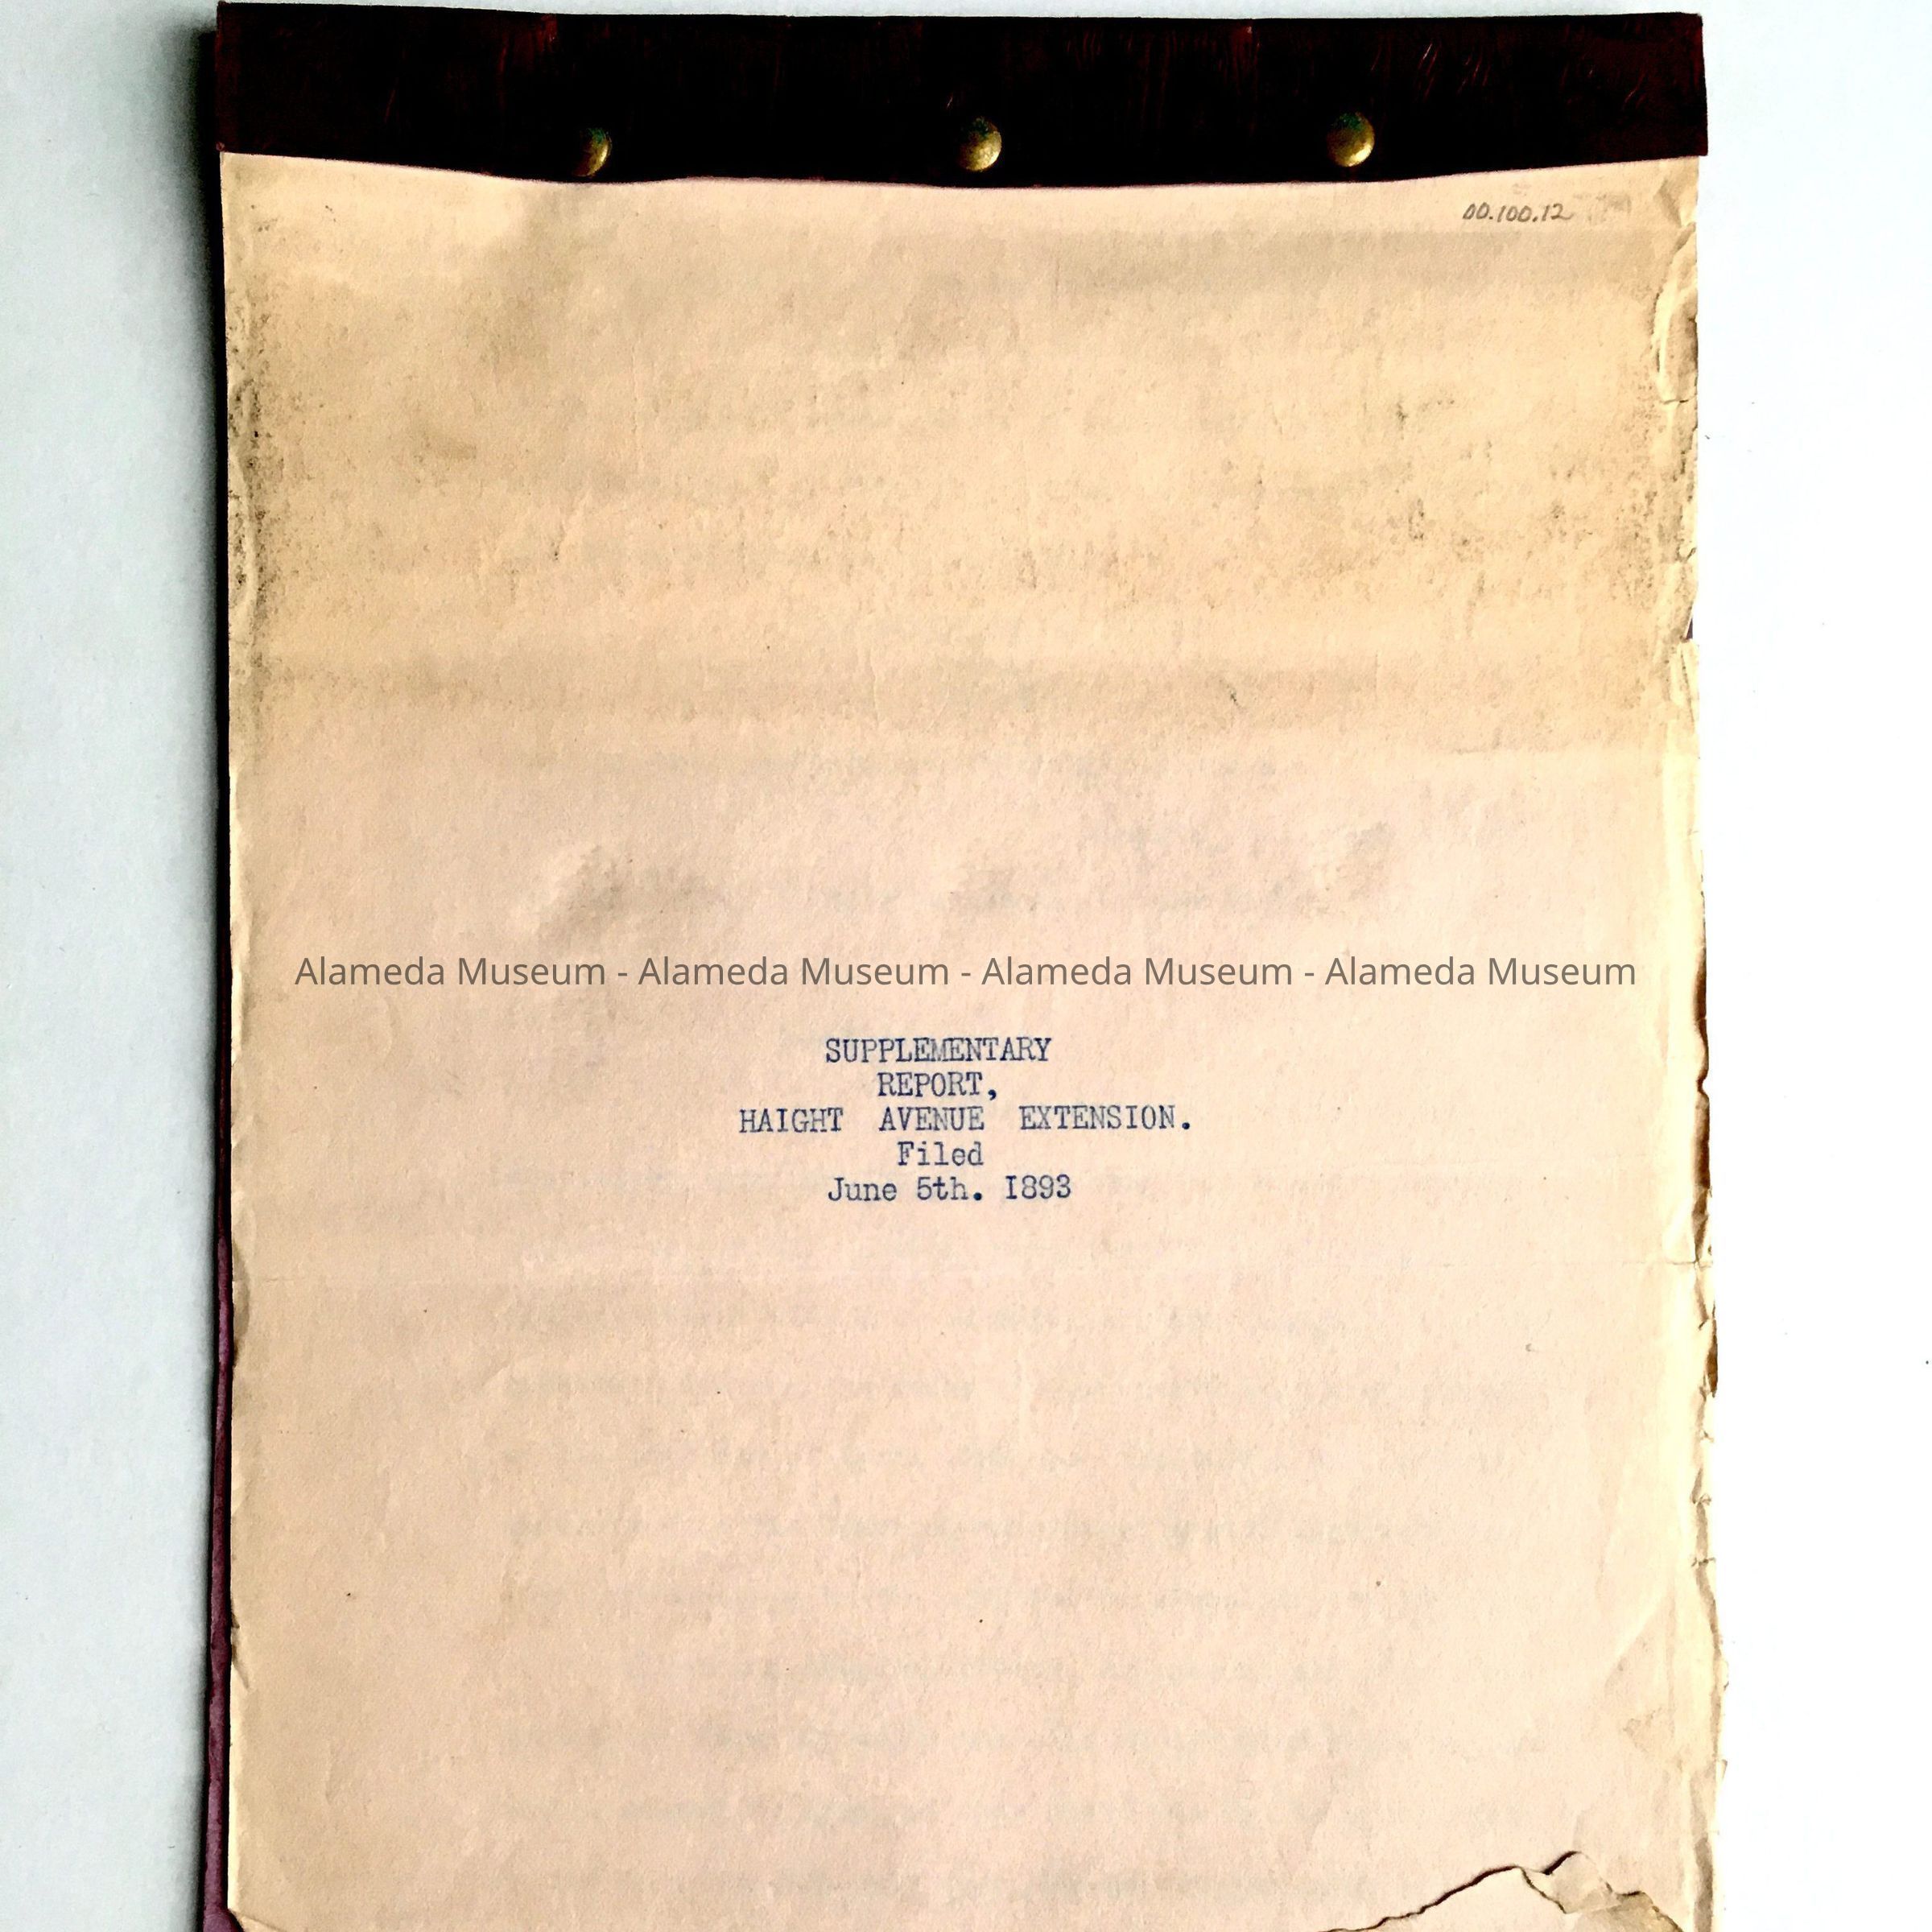 00.100.12
Alameda Museum - Alameda Museum - Alameda Museum - Alameda Museum
SUPPLEMENTARY
REPORT,
HAIGHT AVENUE EXTENSION.
Filed
June 5th. I893